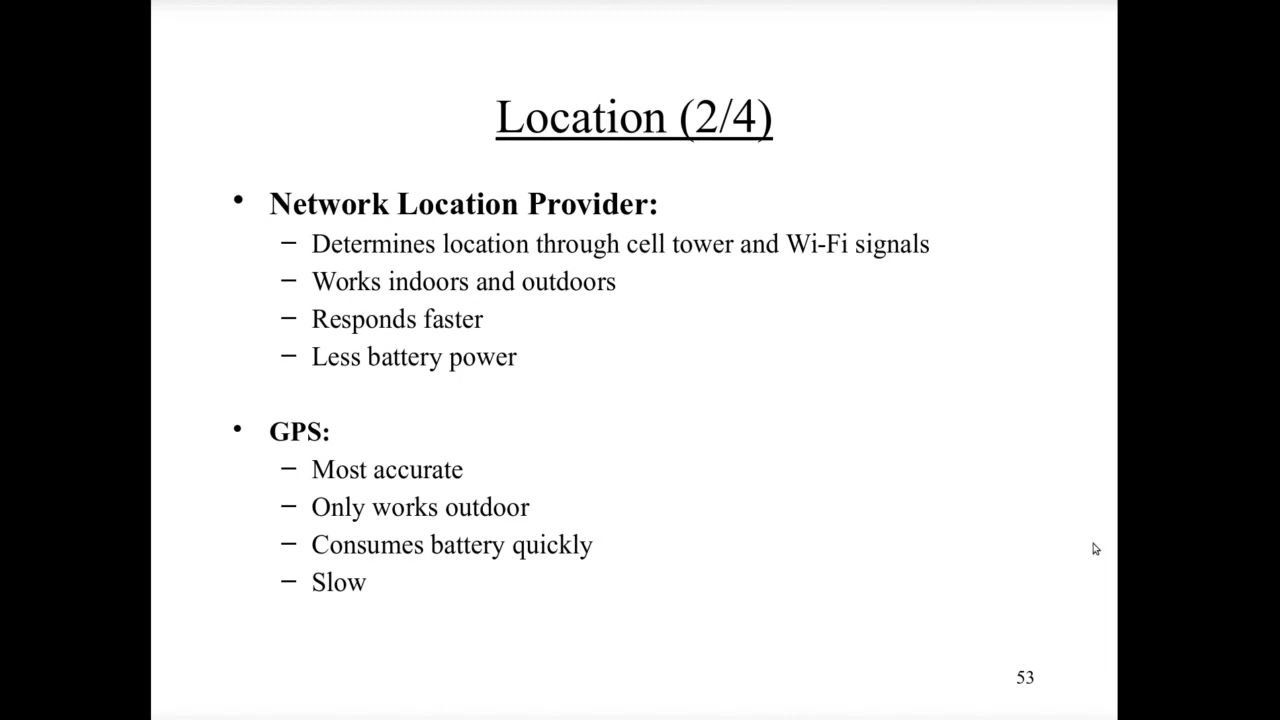 Location (2/4)
• Network Location Provider:
– Determines location through cell tower and Wi-Fi signals
– Works indoors and outdoors
– Responds faster
– Less battery power
• GPS:
– Most accurate
– Only works outdoor
– Consumes battery quickly
– Slow
53